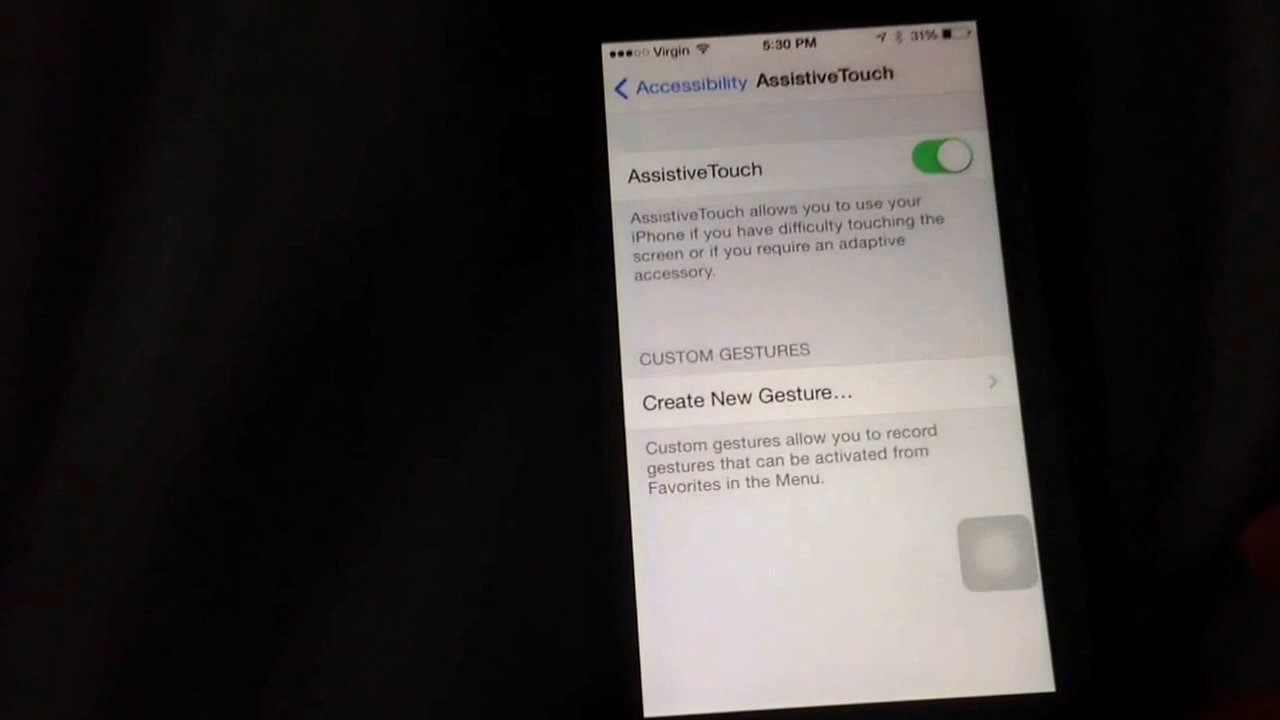 Virgin 5:30 PM 31%
Accessibility AssistiveTouch
AssistiveTouch
AssistiveTouch allows you to use your
iPhone if you have difficulty touching the
screen or if you require an adaptive
accessory.
CUSTOM GESTURES
Create New Gesture...
Custom gestures allow you to record
gestures that can be activated from
Favorites in the Menu.